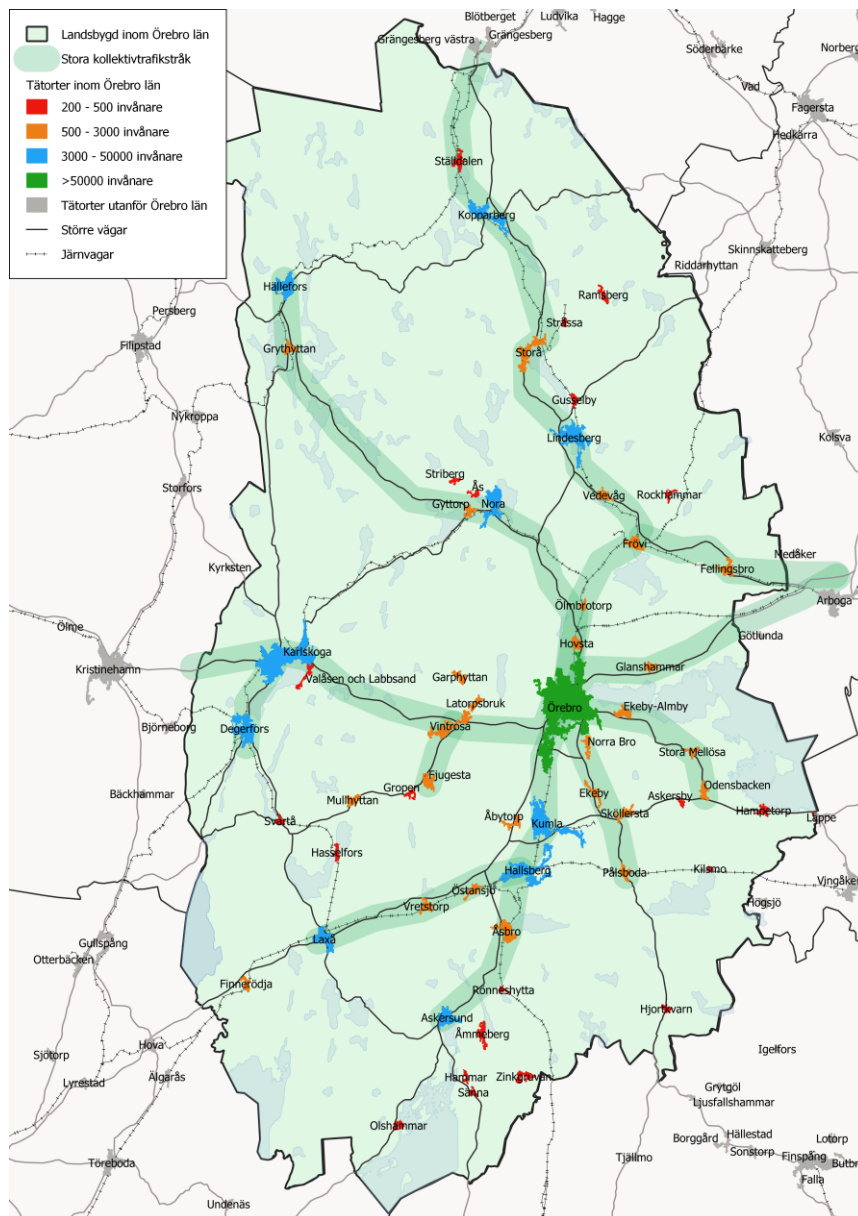 Landsbygd inom Örebro län
Stora kollektivtrafikstråk
Tätorter inom Örebro län
200 - 500 invånare
500 - 3000 invånare
3000 - 50000 invånare
>50000 invånare
Tätorter utanför Örebro län
Större vägar
Järnvagar
Blötberget
Ludvika
Hagge
Grängesberg västra
Grängesberg
Söderbärke
Norberg
Vad
Fagersta
Hedkärra
Ställdalen
Kopparberg
Skinnskatteberg
Riddarhyttan
Hällefors
Ramsberg
Persberg
Stråssa
Filipstad
Grythyttan
Storå
Gusselby
Nykroppa
Lindesberg
Kolsva
Striberg
Storfors
Ås
Nora
Vedevåg
Rockhammar
Gyttorp
Frövi
Medåker
Kyrksten
Fellingsbro
Arboga
Ölmbrotorp
Ölme
Hovsta
Götlunda
Karlskoga
Kristinehamn
Glanshammar
Valåsen och Labbsand
Garphyttan
Latorpsbruk
Örebro
Ekeby-Almby
Björneborg
Degerfors
Vintrosa
Norra Bro
Stora Mellösa
Fjugesta
Odensbacken
Bäckhammar
Gropen
Mullhyttan
Ekeby
Askersby
Hampetorp
Svartå
Åbytorp
Kumla
Sköllersta
Läppe
Hasselfors
Hallsberg
Pålsboda
Kilsmo
Vingåker
Östansjö
Högsjö
Vretstorp
Gullspång
Laxå
Åsbro
Otterbäcken
Finnerödja
Rönneshytta
Askersund
Hjortkvarn
Åmmeberg
Hova
Sjötorp
Igelfors
Lyrestad
Älgarås
Hammar
Zinkgruvan
Sänna
Grytgöl
Ljusfallshammar
Olshammar
Borggård
Hällestad
Lotorp
Sonstorp
Finspång
Butbro
Töreboda
Tjällmo
Falla
Undenäs